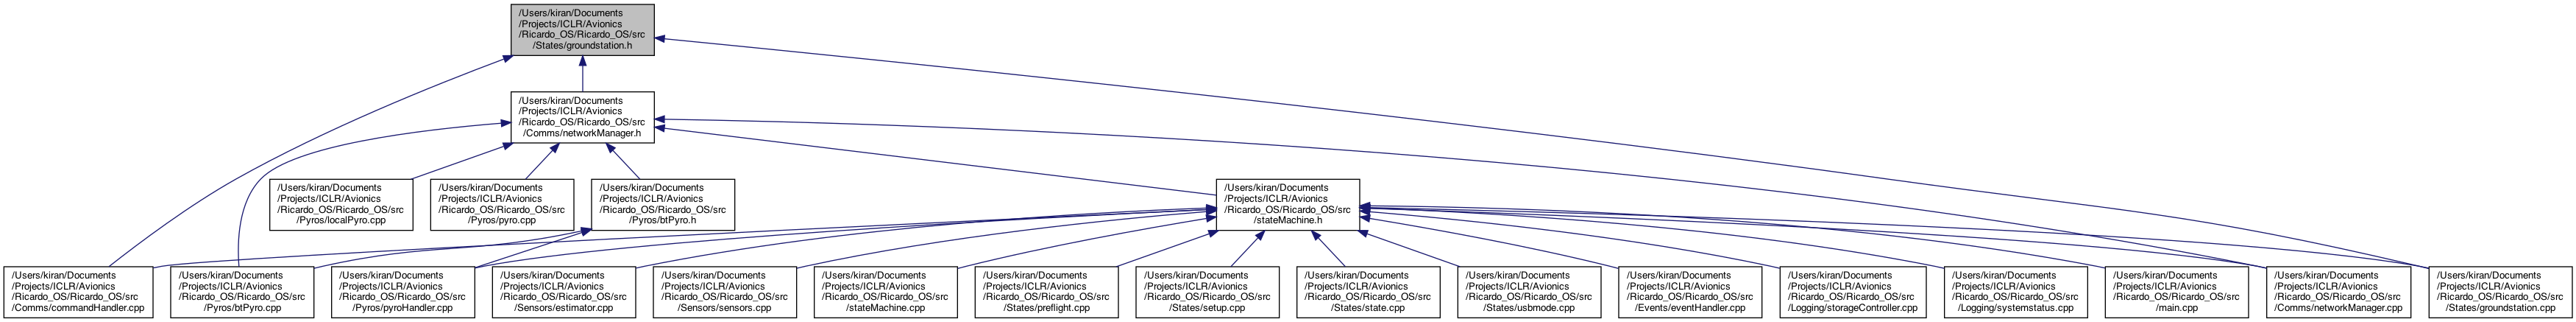 /Users/kiran/Documents
/Projects/ICLR/Avionics
/Ricardo_OS/Ricardo_OS/src
/States/groundstation.h
/Users/kiran/Documents
/Projects/ICLR/Avionics
/Ricardo_OS/Ricardo_OS/src
/Comms/networkManager.h
/Users/kiran/Documents
/Projects/ICLR/Avionics
/Ricardo_OS/Ricardo_OS/src
/Pyros/localPyro.cpp
/Users/kiran/Documents
/Projects/ICLR/Avionics
/Ricardo_OS/Ricardo_OS/src
/Pyros/pyro.cpp
/Users/kiran/Documents
/Projects/ICLR/Avionics
/Ricardo_OS/Ricardo_OS/src
/Pyros/btPyro.h
/Users/kiran/Documents
/Projects/ICLR/Avionics
/Ricardo_OS/Ricardo_OS/src
/stateMachine.h
/Users/kiran/Documents
/Projects/ICLR/Avionics
/Ricardo_OS/Ricardo_OS/src
/Comms/commandHandler.cpp
/Users/kiran/Documents
/Projects/ICLR/Avionics
/Ricardo_OS/Ricardo_OS/src
/Pyros/btPyro.cpp
/Users/kiran/Documents
/Projects/ICLR/Avionics
/Ricardo_OS/Ricardo_OS/src
/Pyros/pyroHandler.cpp
/Users/kiran/Documents
/Projects/ICLR/Avionics
/Ricardo_OS/Ricardo_OS/src
/Sensors/estimator.cpp
/Users/kiran/Documents
/Projects/ICLR/Avionics
/Ricardo_OS/Ricardo_OS/src
/Sensors/sensors.cpp
/Users/kiran/Documents
/Projects/ICLR/Avionics
/Ricardo_OS/Ricardo_OS/src
/stateMachine.cpp
/Users/kiran/Documents
/Projects/ICLR/Avionics
/Ricardo_OS/Ricardo_OS/src
/States/preflight.cpp
/Users/kiran/Documents
/Projects/ICLR/Avionics
/Ricardo_OS/Ricardo_OS/src
/States/setup.cpp
/Users/kiran/Documents
/Projects/ICLR/Avionics
/Ricardo_OS/Ricardo_OS/src
/States/state.cpp
/Users/kiran/Documents
/Projects/ICLR/Avionics
/Ricardo_OS/Ricardo_OS/src
/States/usbmode.cpp
/Users/kiran/Documents
/Projects/ICLR/Avionics
/Ricardo_OS/Ricardo_OS/src
/Events/eventHandler.cpp
/Users/kiran/Documents
/Projects/ICLR/Avionics
/Ricardo_OS/Ricardo_OS/src
/Logging/storageController.cpp
/Users/kiran/Documents
/Projects/ICLR/Avionics
/Ricardo_OS/Ricardo_OS/src
/Logging/systemstatus.cpp
/Users/kiran/Documents
/Projects/ICLR/Avionics
/Ricardo_OS/Ricardo_OS/src
/main.cpp
/Users/kiran/Documents
/Projects/ICLR/Avionics
/Ricardo_OS/Ricardo_OS/src
/Comms/networkManager.cpp
/Users/kiran/Documents
/Projects/ICLR/Avionics
/Ricardo_OS/Ricardo_OS/src
/States/groundstation.cpp